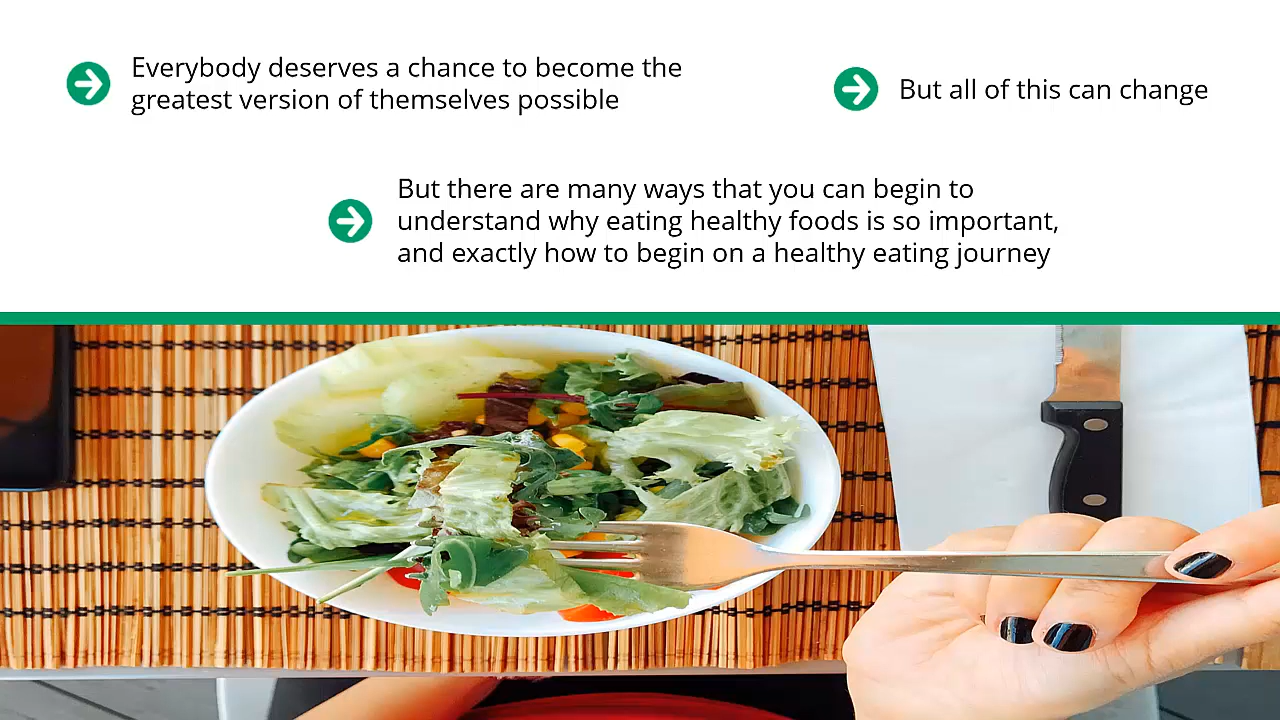 Everybody deserves a chance to become the
greatest version of themselves possible
But all of this can change
But there are many ways that you can begin to
understand why eating healthy foods is so important,
and exactly how to begin on a healthy eating journey